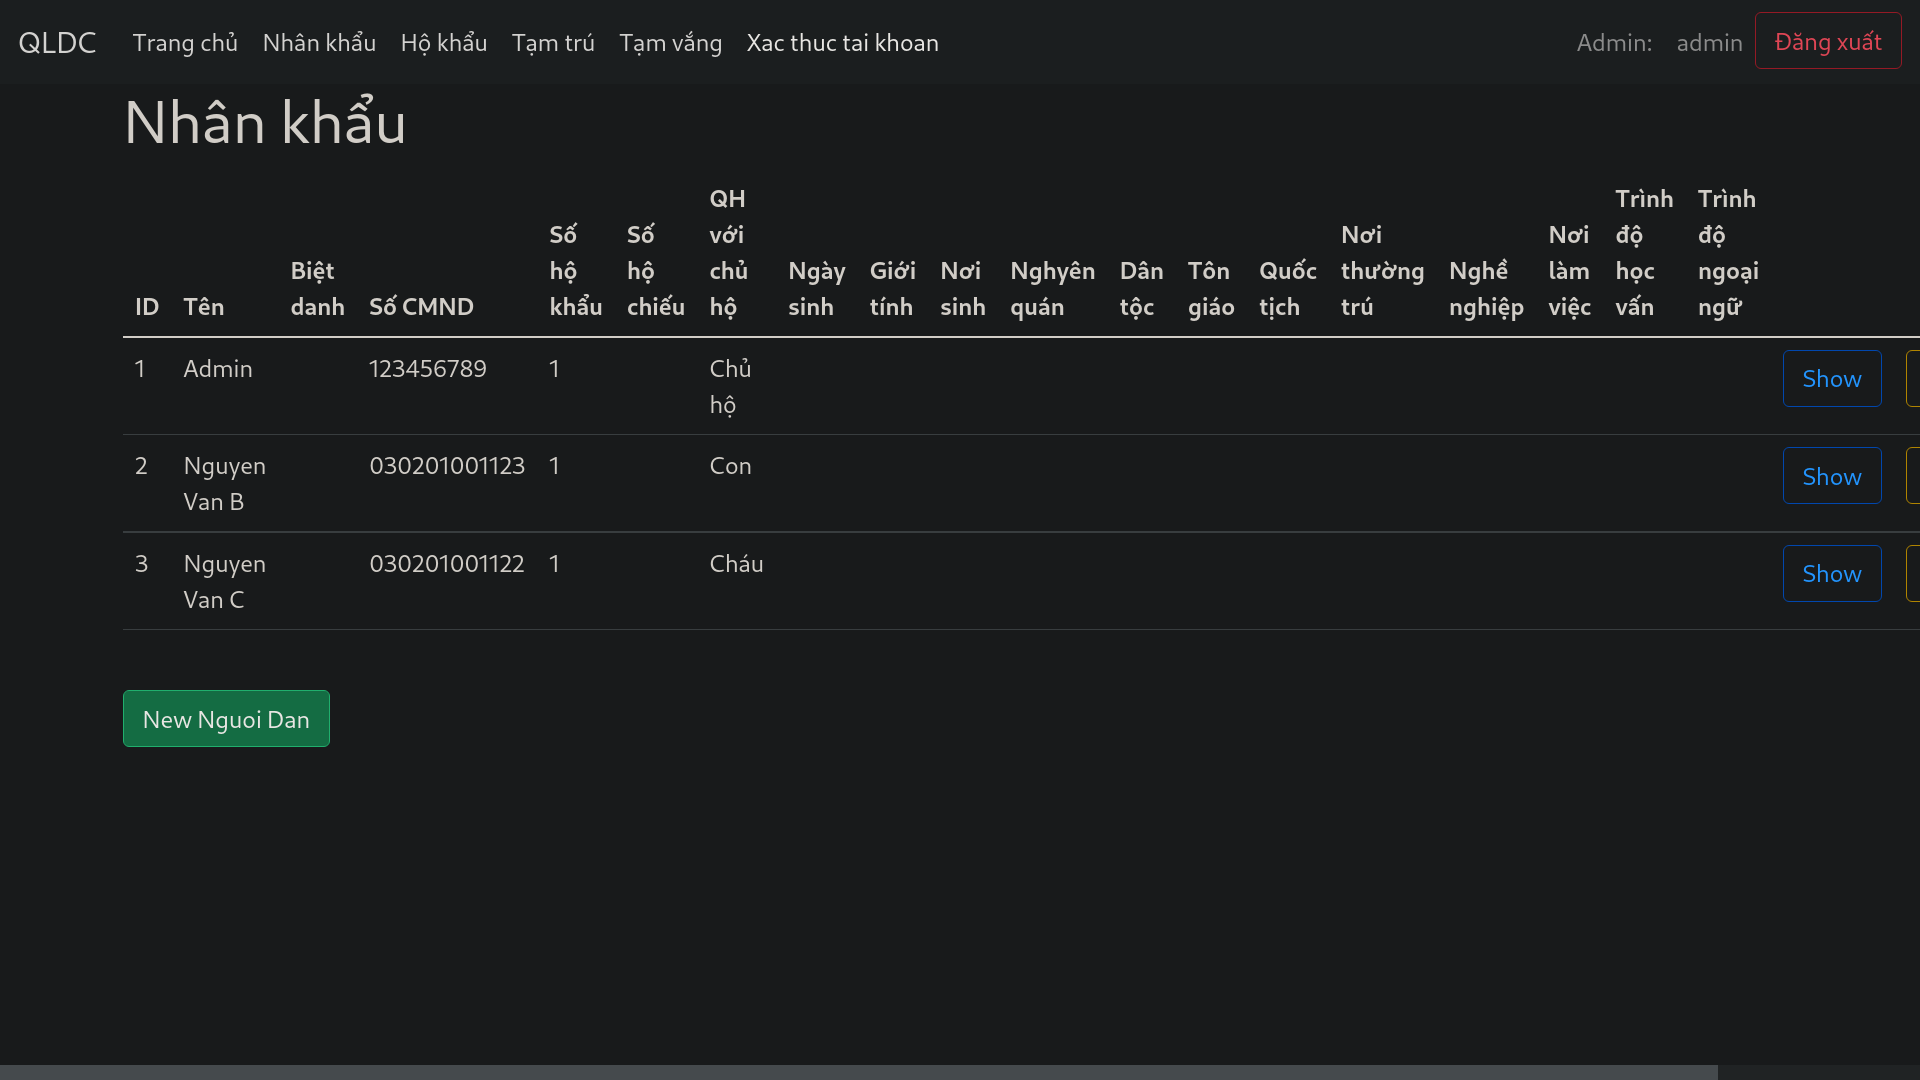 QLDC Trang chủ Nhân khẩu Hộ khẩu Tạm trú Tạm vắng Xac thuc tai khoan Admin: admin Đăng xuất
Nhân khẩu
ID Tên Biệt danh Số CMND Số hộ khẩu Số hộ chiếu QH với chủ hộ Ngày sinh Giới tính Nơi sinh Nghyên quán Dân tộc Tôn giáo Quốc tịch Nơi thường trú Nghề nghiệp Nơi làm việc Trình độ học vấn Trình độ ngoại ngữ
1 Admin 123456789 1 Chủ hộ Show
2 Nguyen Van B 030201001123 1 Con Show
3 Nguyen Van C 030201001122 1 Cháu Show
New Nguoi Dan